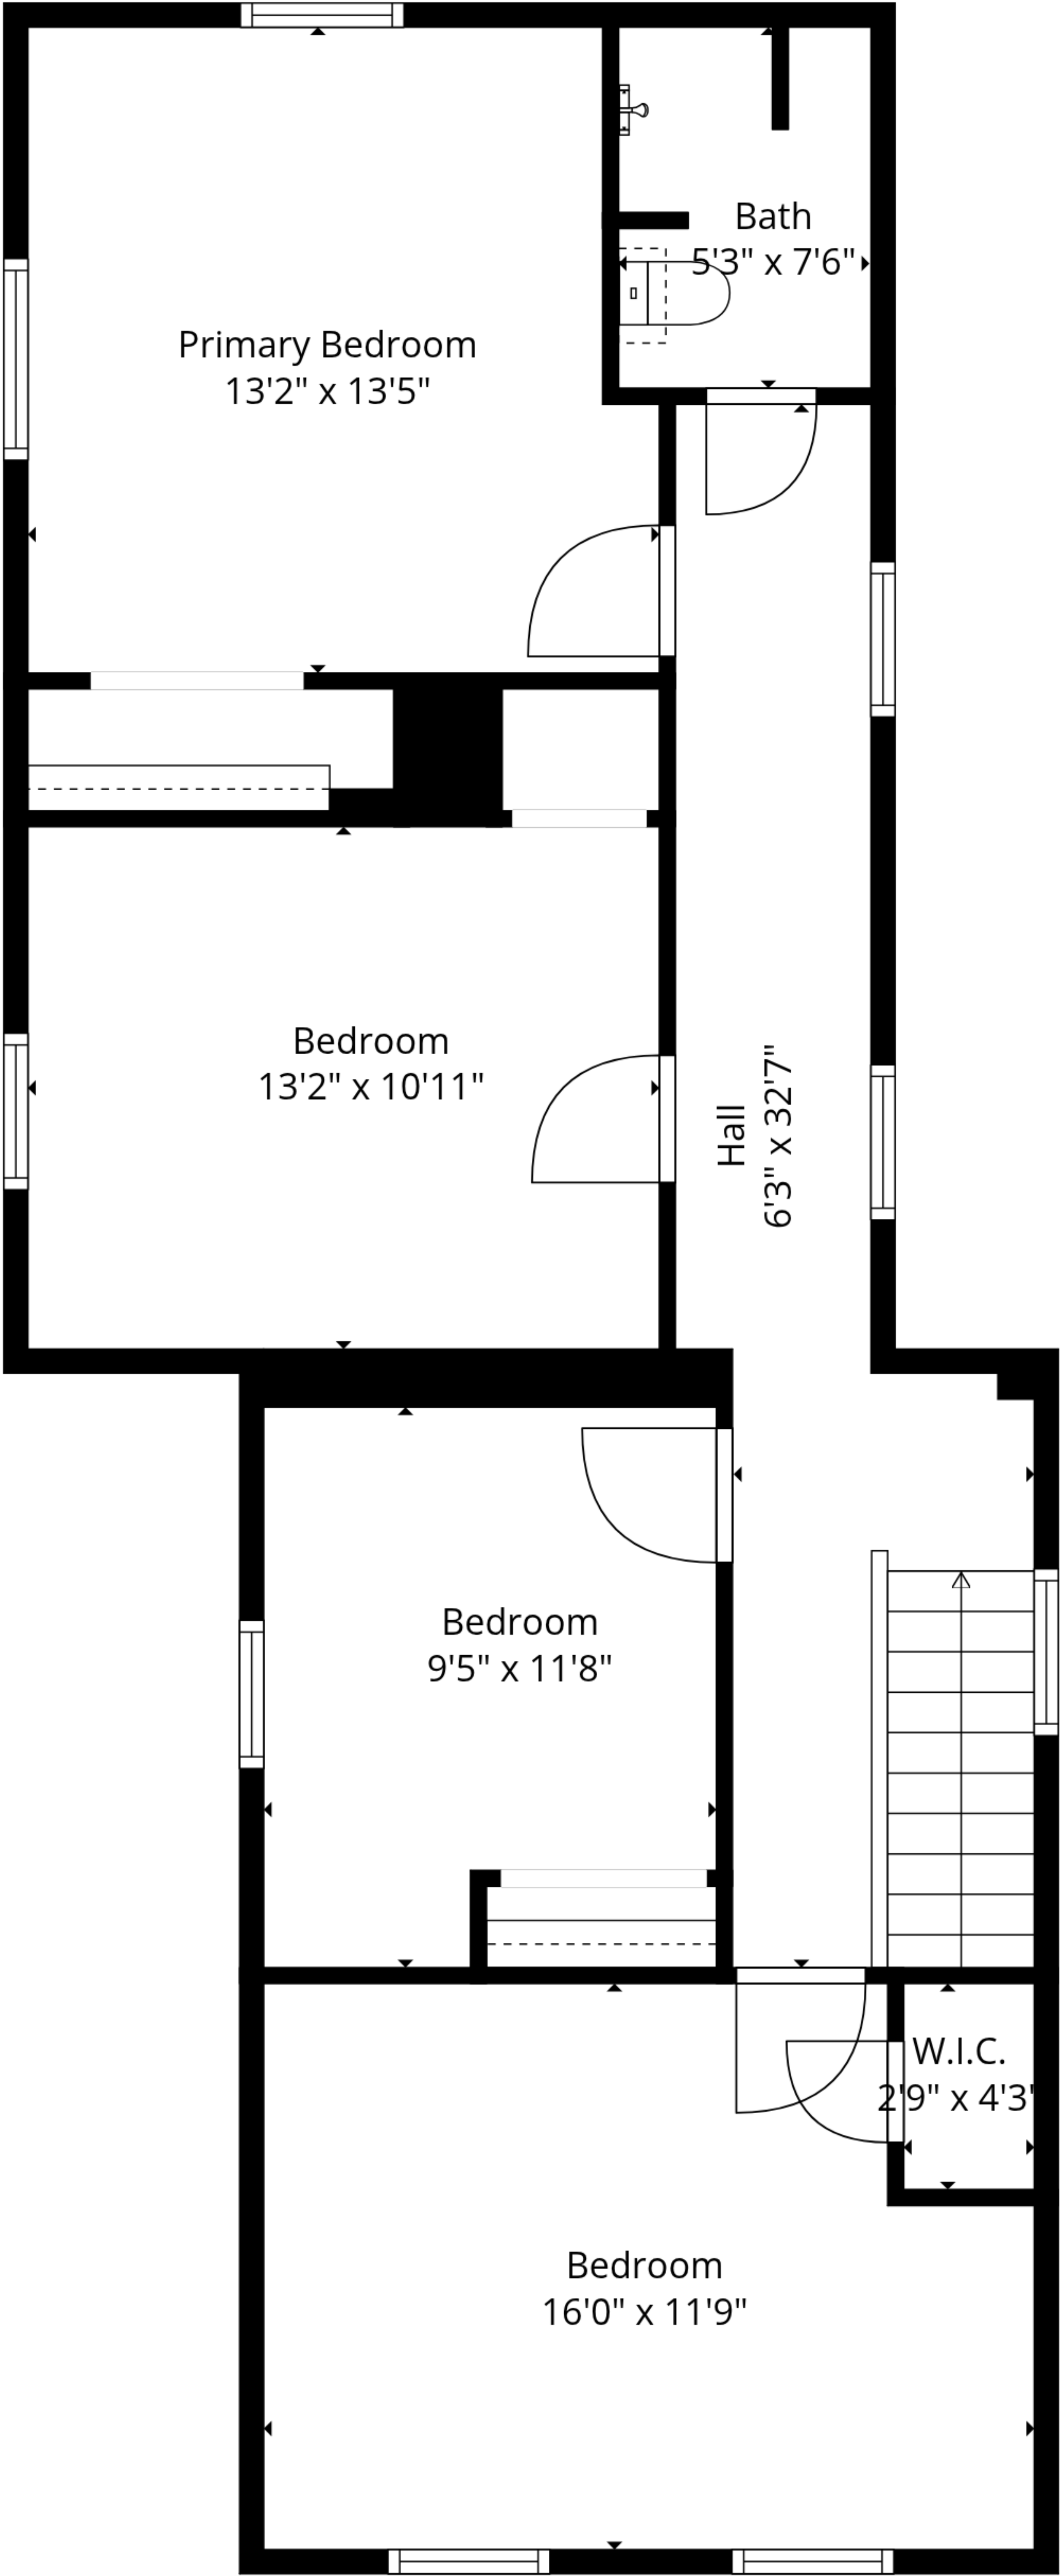 Bath
5'3" x 7'6"
Primary Bedroom
13'2" x 13'5"
Bedroom
13'2" x 10'11"
Hall
6'3" x 32'7"
Bedroom
9'5" x 11'8"
W.I.C.
2'9" x 4'3"
Bedroom
16'0" x 11'9"